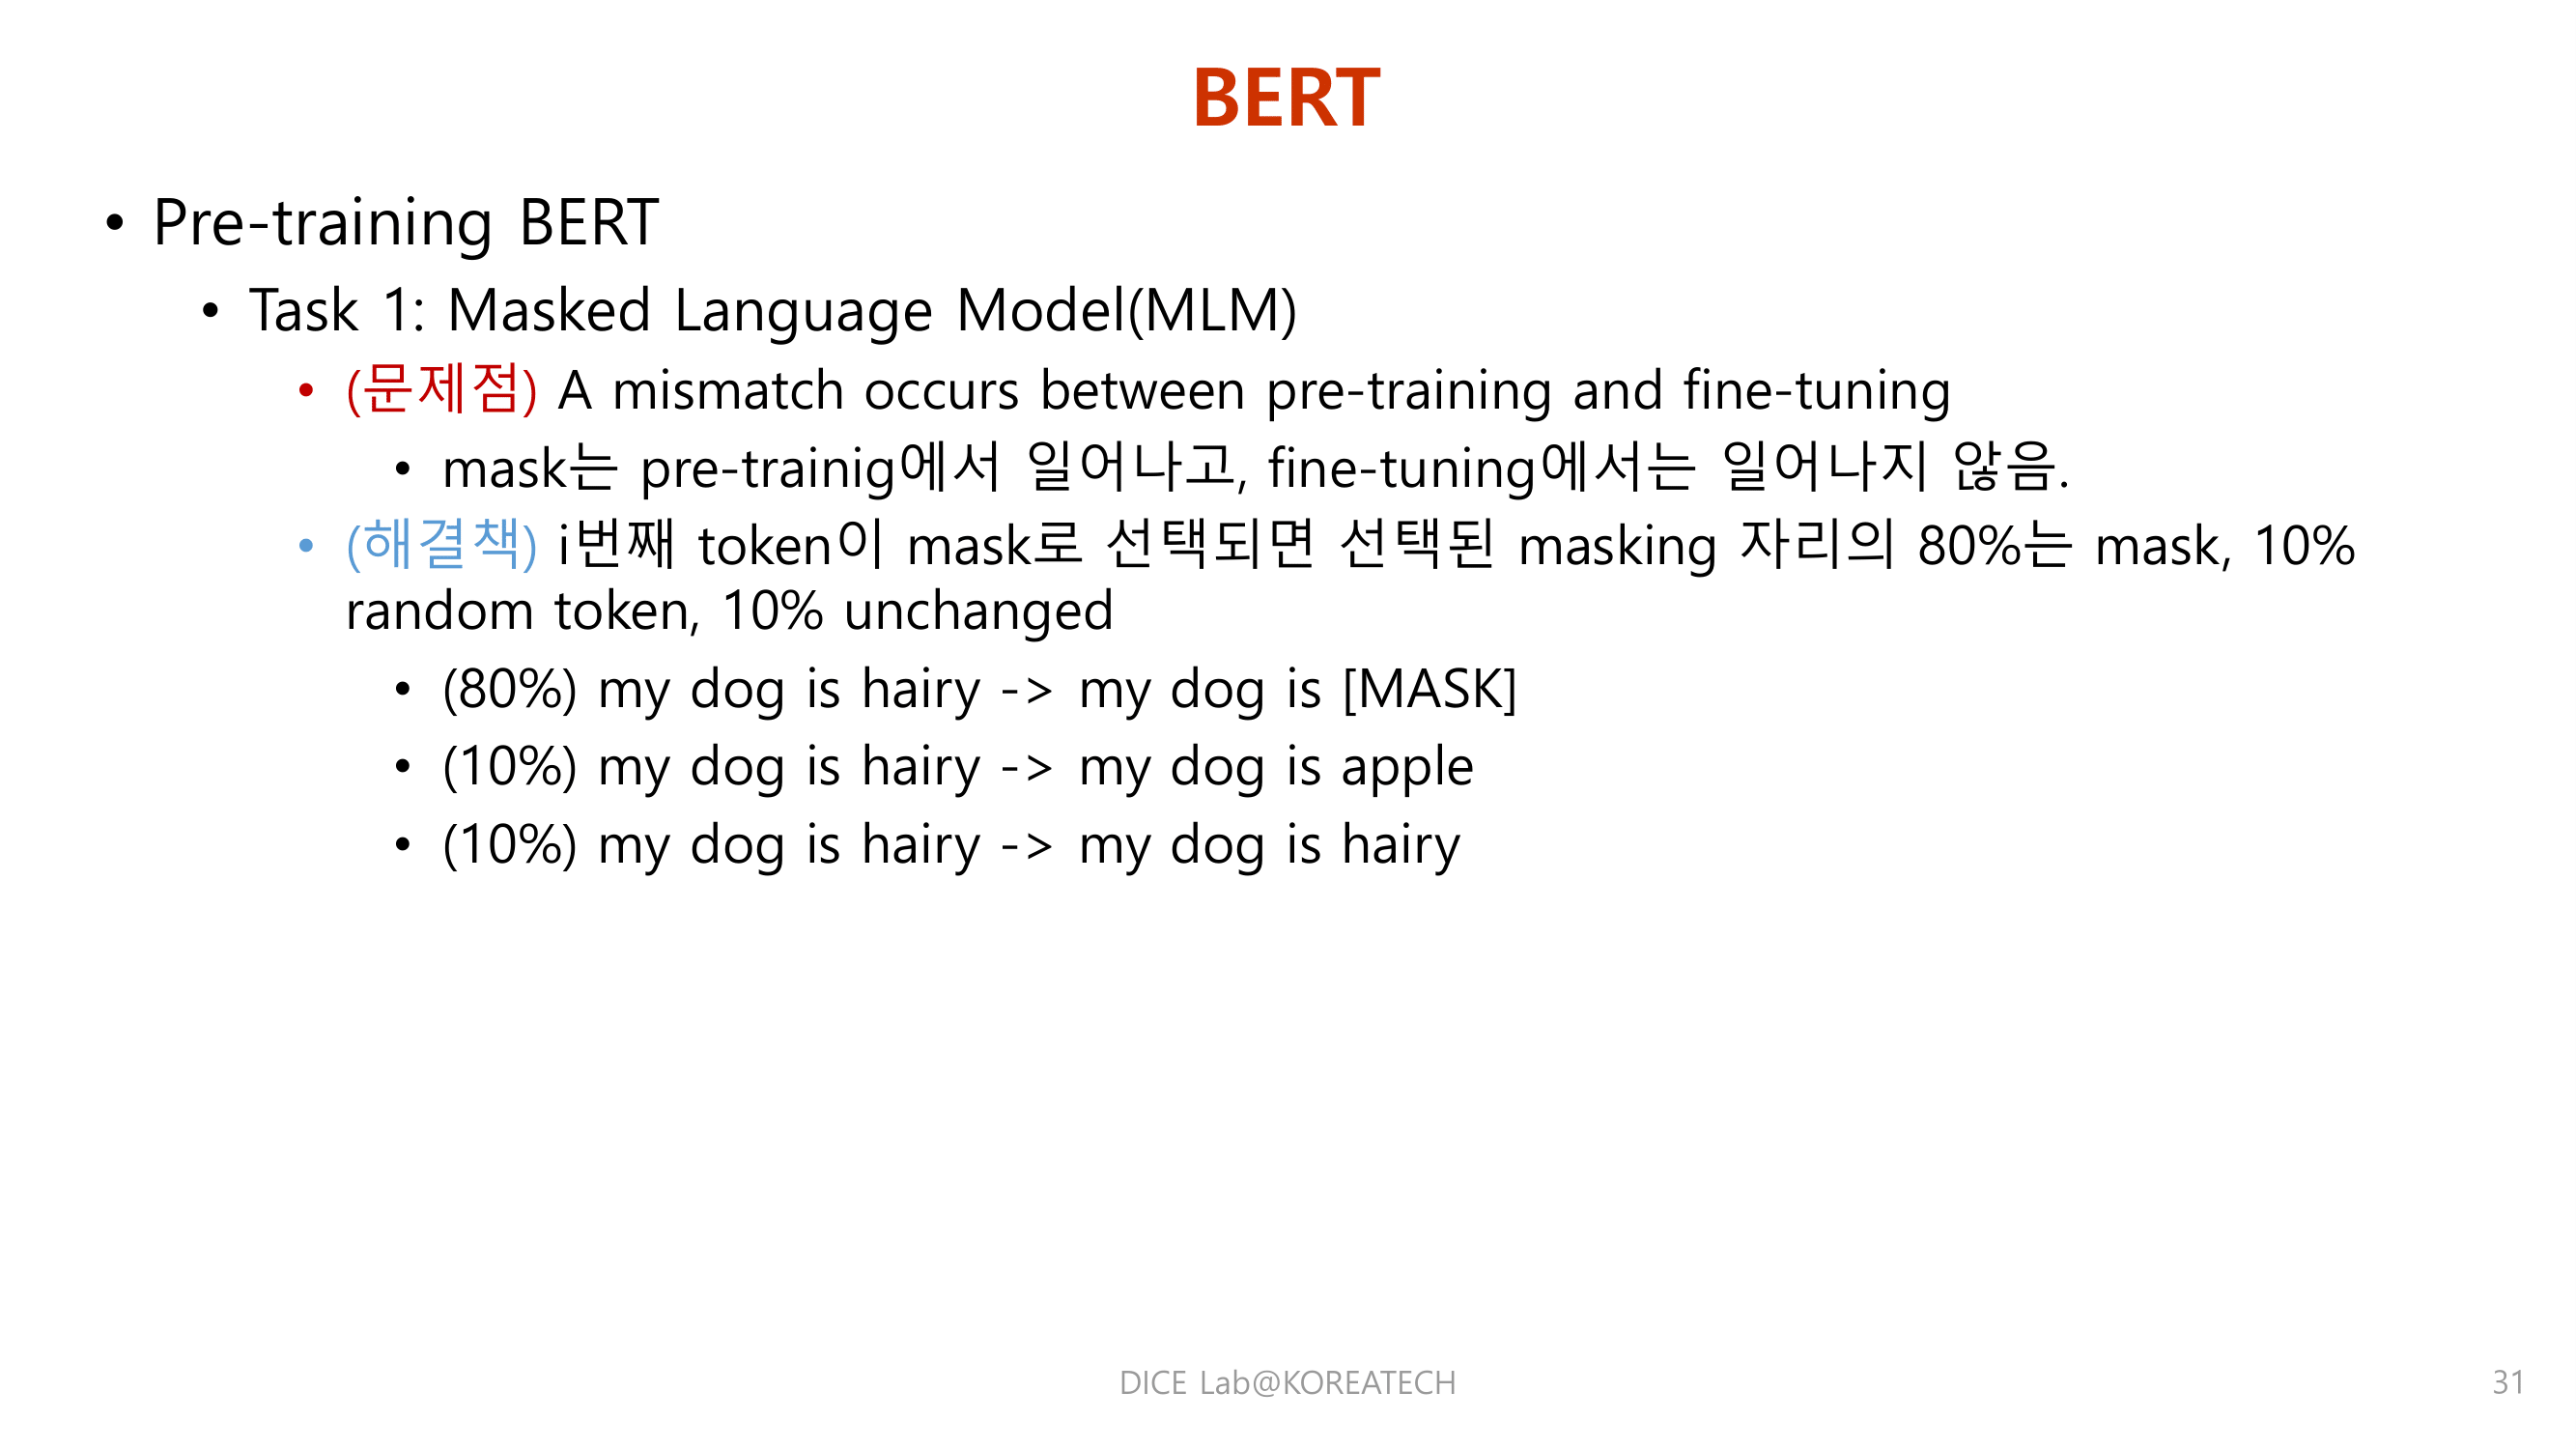 BERT
• Pre-training BERT
• Task 1: Masked Language Model(MLM)
• (문제점) A mismatch occurs between pre-training and fine-tuning
• mask는 pre-trainig에서 일어나고, fine-tuning에서는 일어나지 않음.
• (해결책) i번째 token이 mask로 선택되면 선택된 masking 자리의 80%는 mask, 10%
random token, 10% unchanged
• (80%) my dog is hairy -> my dog is [MASK]
• (10%) my dog is hairy -> my dog is apple
• (10%) my dog is hairy -> my dog is hairy
DICE Lab@KOREATECH
31